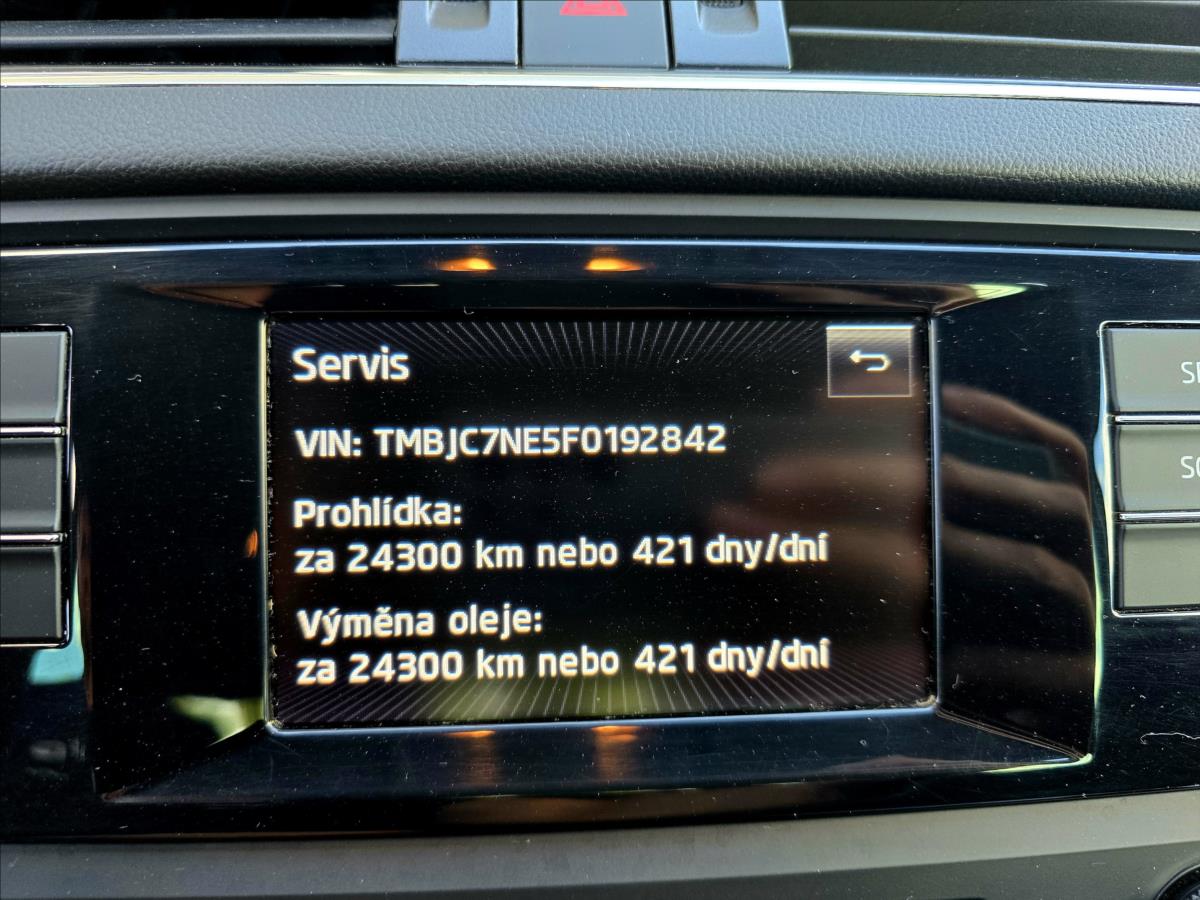 Servis
VIN: TMBJC7NE5F0192842
Prohlídka:
za 24300 km nebo 421 dny/dní
Výměna oleje:
za 24300 km nebo 421 dny/dní